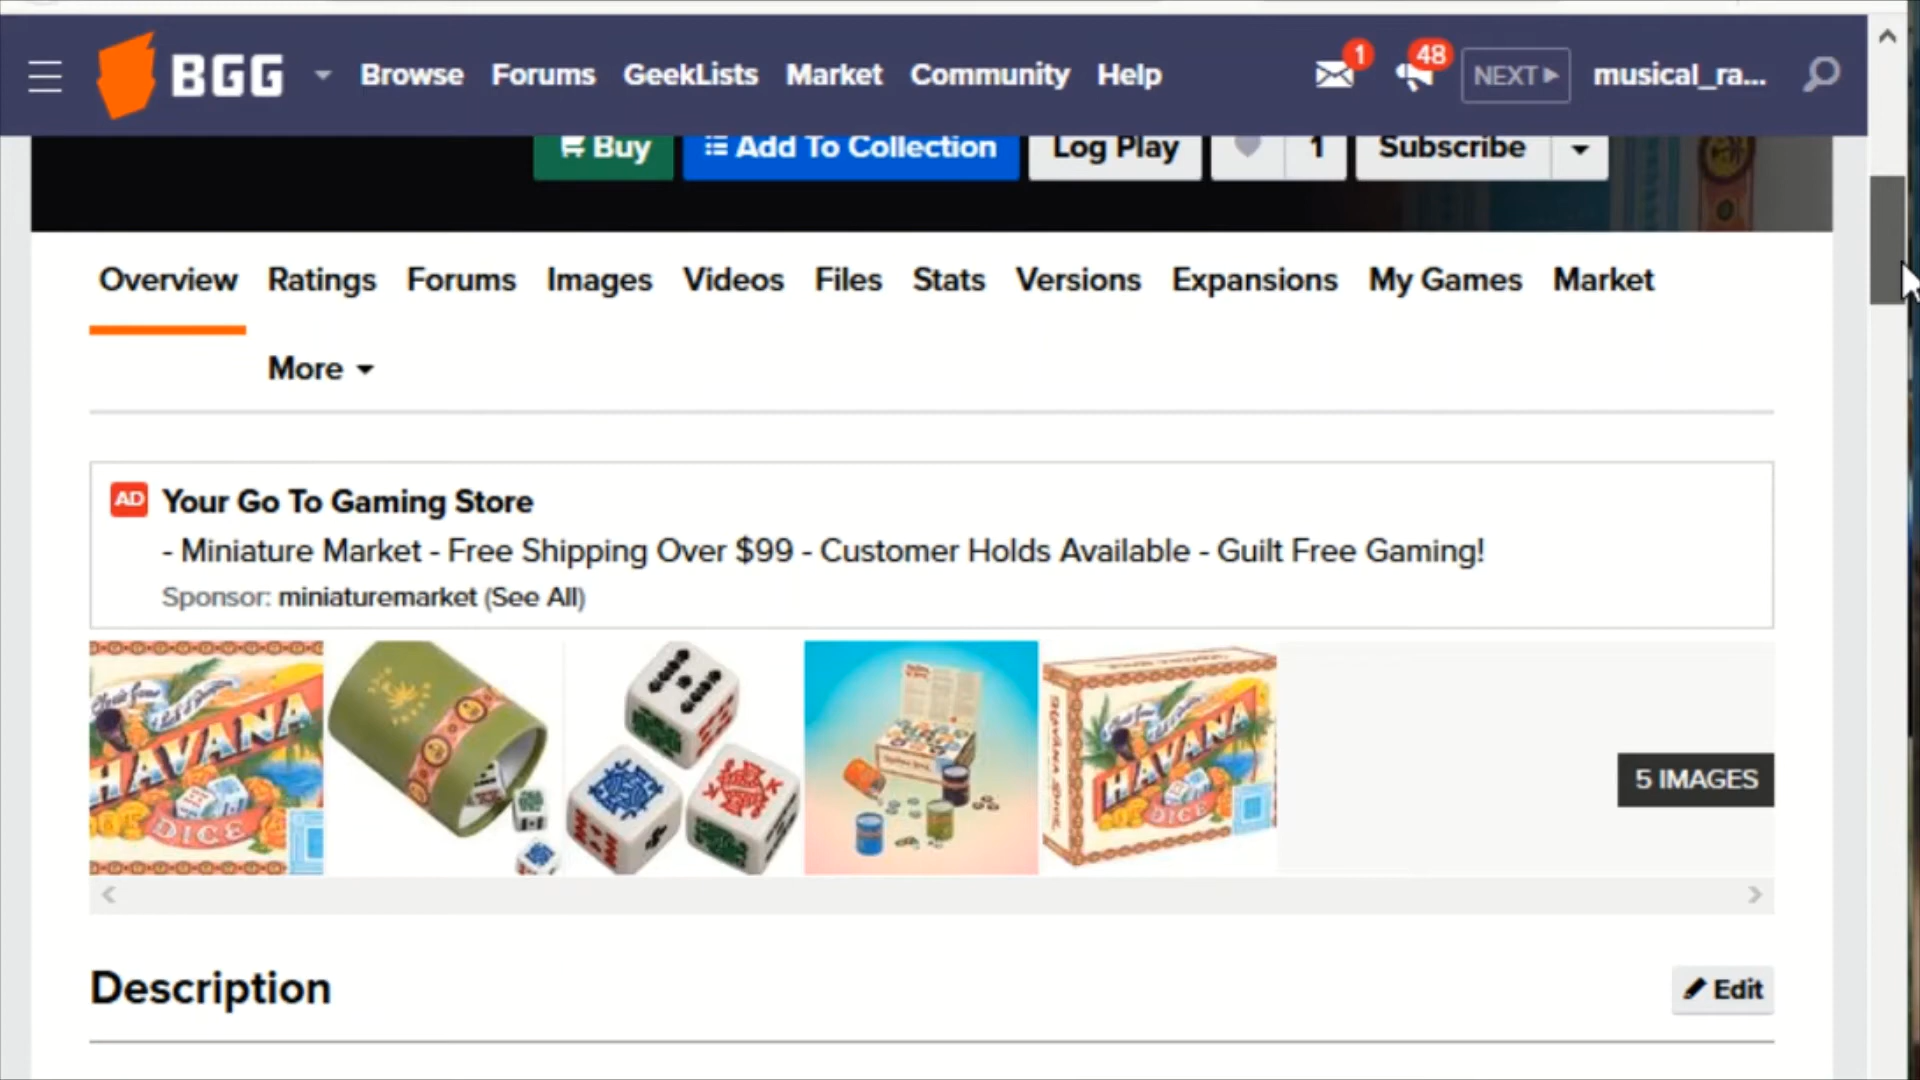 BGG Browse Forums GeekLists Market Community Help 1 48 NEXT musical_ra...
Buy Add To Collection Log Play 1 Subscribe
Overview Ratings Forums Images Videos Files Stats Versions Expansions My Games Market
More
AD Your Go To Gaming Store
- Miniature Market - Free Shipping Over $99 - Customer Holds Available - Guilt Free Gaming!
Sponsor: miniaturemarket (See All)
HAVANA
DICE
HAVANA
DICE
5 IMAGES
Description
Edit